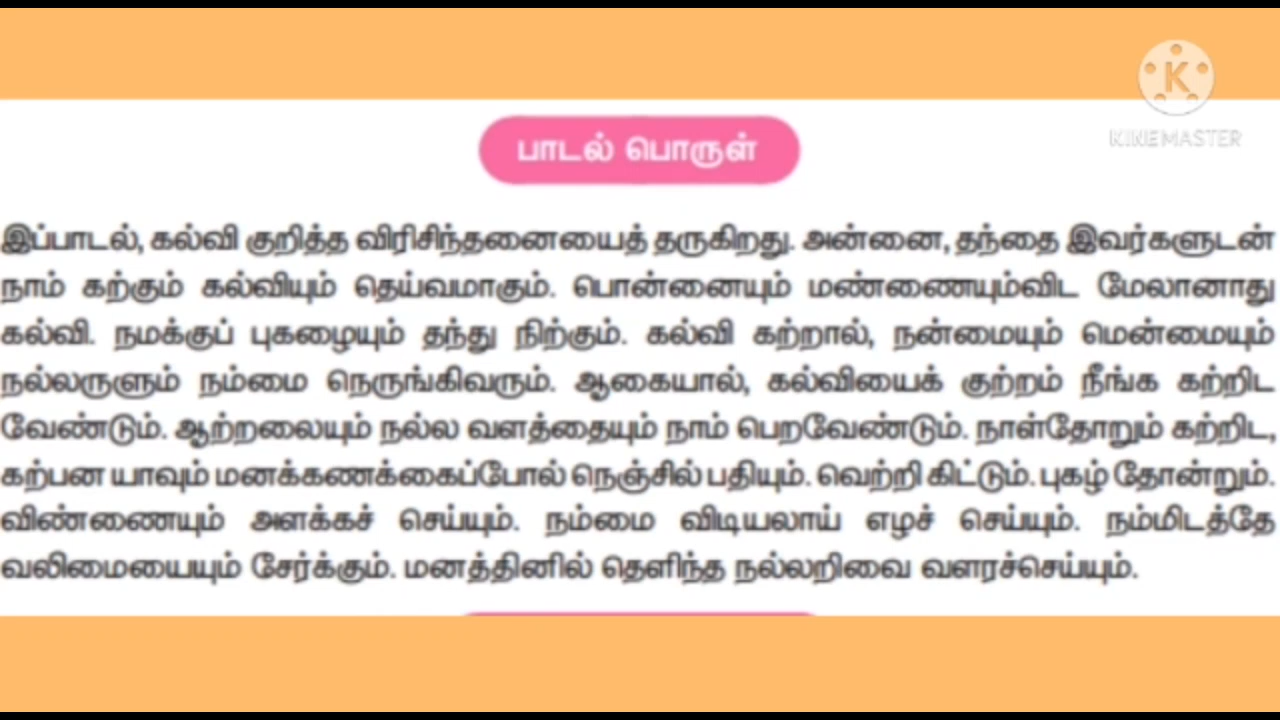 KINEMASTER
பாடல் பொருள்
இப்பாடல், கல்வி குறித்த விரிசிந்தனையைத் தருகிறது. அன்னை, தந்தை இவர்களுடன்
நாம் கற்கும் கல்வியும் தெய்வமாகும். பொன்னையும் மண்ணையும்விட மேலானாது
கல்வி. நமக்குப் புகழையும் தந்து நிற்கும். கல்வி கற்றால், நன்மையும் மென்மையும்
நல்லருளும் நம்மை நெருங்கிவரும். ஆகையால், கல்வியைக் குற்றம் நீங்க கற்றிட
வேண்டும். ஆற்றலையும் நல்ல வளத்தையும் நாம் பெறவேண்டும். நாள்தோறும் கற்றிட,
கற்பன யாவும் மனக்கணக்கைப்போல் நெஞ்சில் பதியும். வெற்றி கிட்டும். புகழ் தோன்றும்.
விண்ணையும் அளக்கச் செய்யும். நம்மை விடியலாய் எழச் செய்யும். நம்மிடத்தே
வலிமையையும் சேர்க்கும். மனத்தினில் தெளிந்த நல்லறிவை வளரச்செய்யும்.